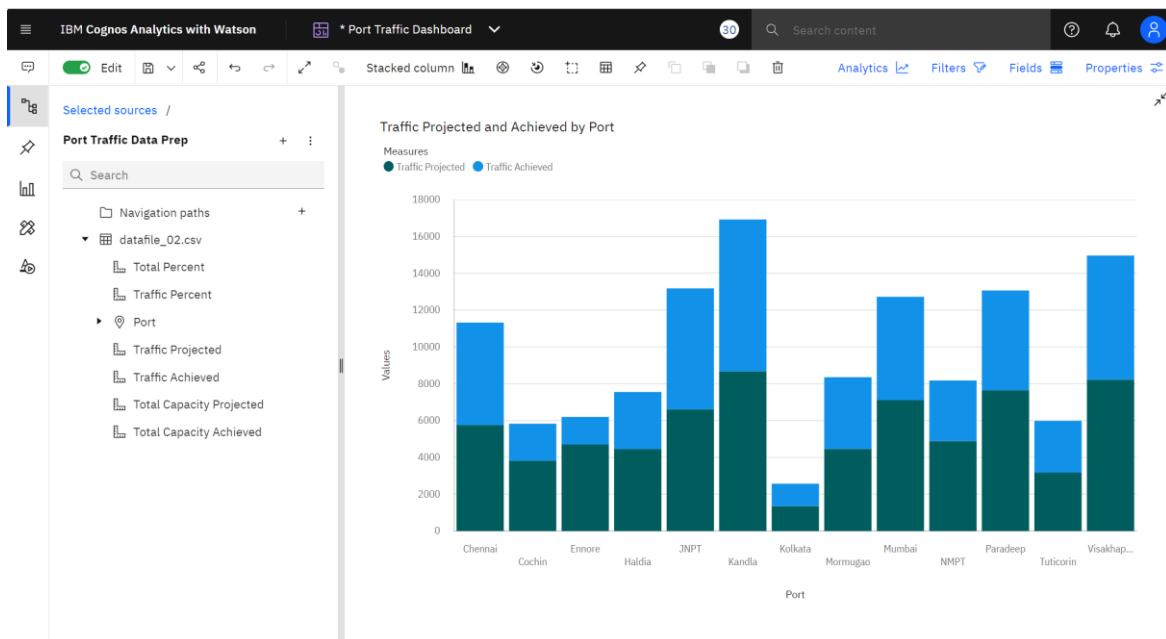 IBM Cognos Analytics with Watson
* Port Traffic Dashboard
30
Search content
Edit
Stacked column
Analytics
Filters
Fields
Properties
Selected sources /
Port Traffic Data Prep
Search
Navigation paths
datafile_02.csv
Total Percent
Traffic Percent
Port
Traffic Projected
Traffic Achieved
Total Capacity Projected
Total Capacity Achieved
Traffic Projected and Achieved by Port
Measures
Traffic Projected Traffic Achieved
Values
18000
16000
14000
12000
10000
8000
6000
4000
2000
0
Chennai
Cochin
Ennore
Haldia
JNPT
Kandla
Kolkata
Mormugao
Mumbai
NMPT
Paradeep
Tuticorin
Visakhap...
Port